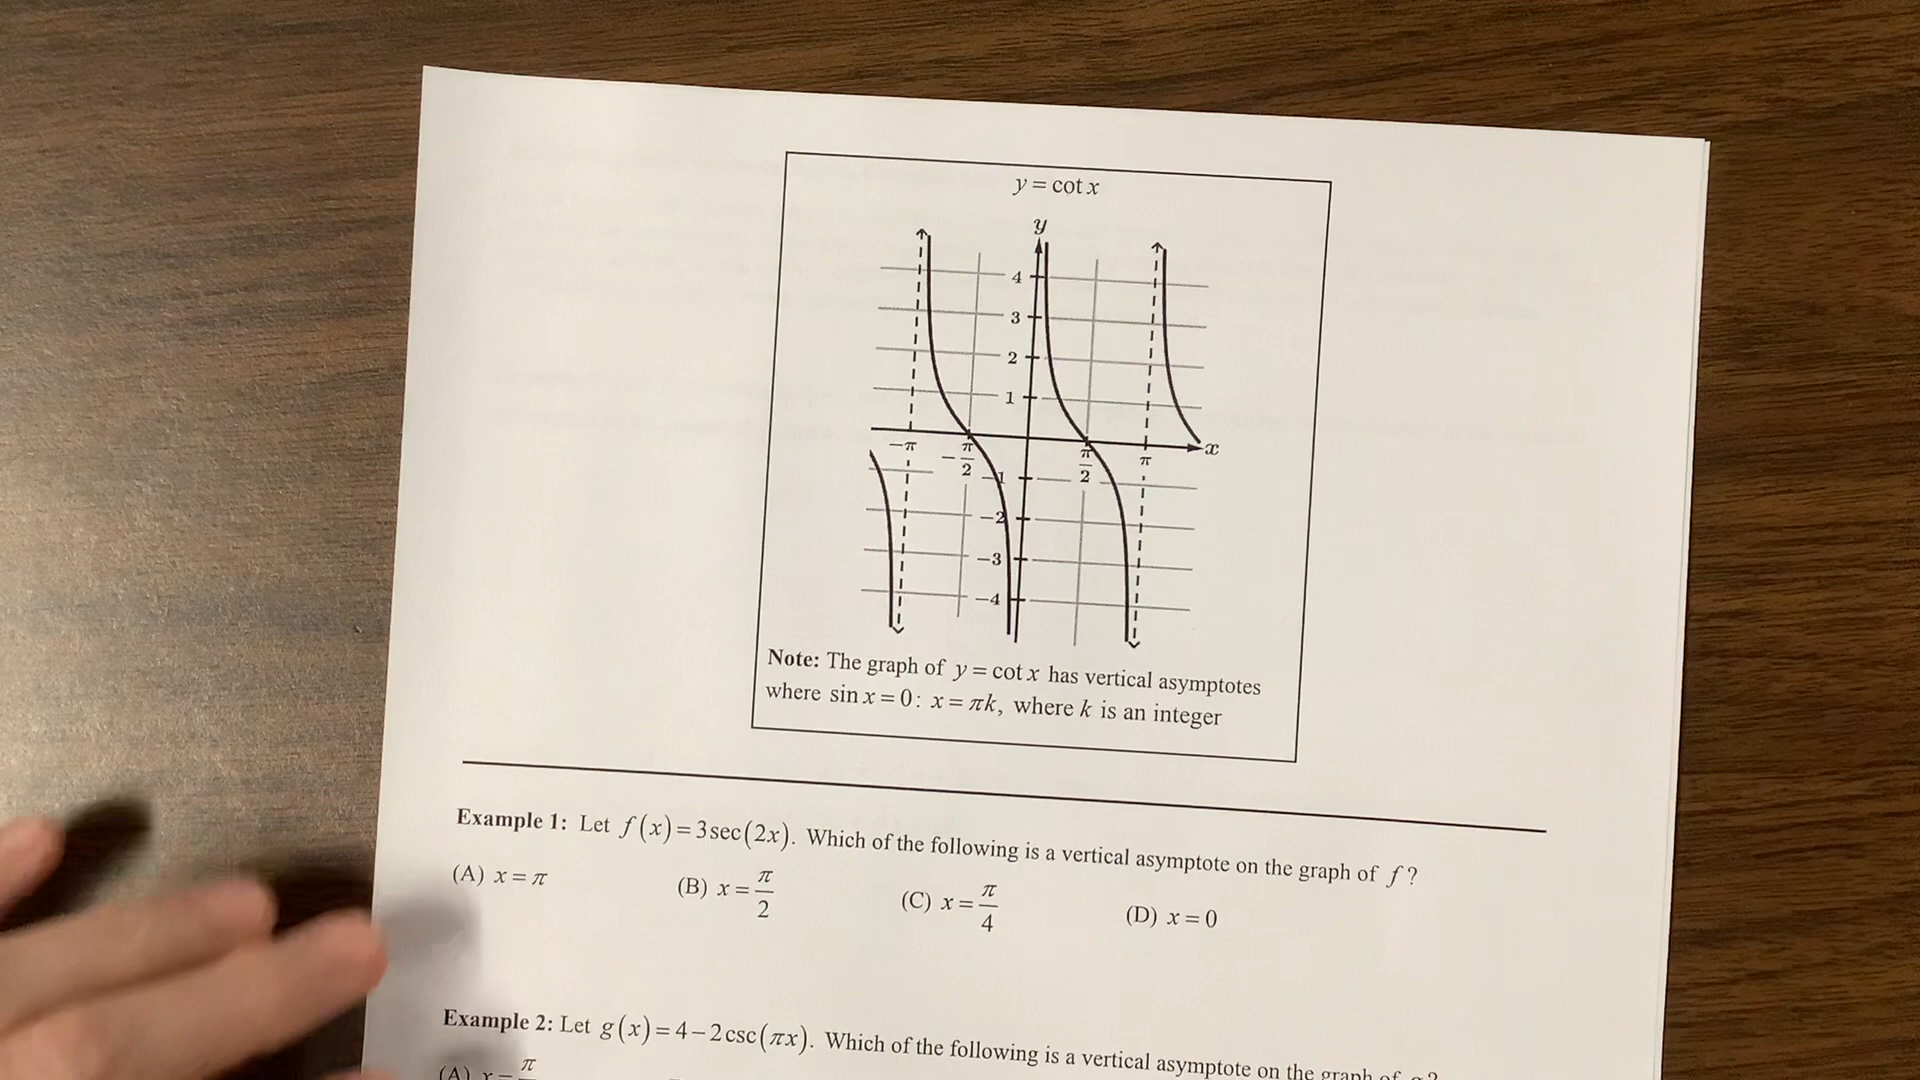 y = cot x
y
4
3
2
1
−π
−π/2
π/2
π
x
−1
−2
−3
−4
Note: The graph of y = cot x has vertical asymptotes
where sin x = 0: x = πk, where k is an integer
Example 1: Let f(x) = 3sec(2x). Which of the following is a vertical asymptote on the graph of f?
(A) x = π (B) x = π/2 (C) x = π/4 (D) x = 0
Example 2: Let g(x) = 4 − 2csc(πx). Which of the following is a vertical asymptote on the graph of
(A) x = π